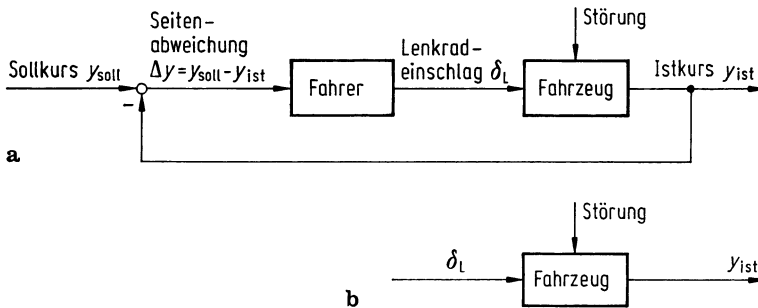 Störung
Seiten-
abweichung
Δy = y_soll - y_ist
Sollkurs y_soll
Fahrer
Lenkrad-
einschlag δ_L
Fahrzeug
Istkurs y_ist
-
a
Störung
δ_L
Fahrzeug
y_ist
b